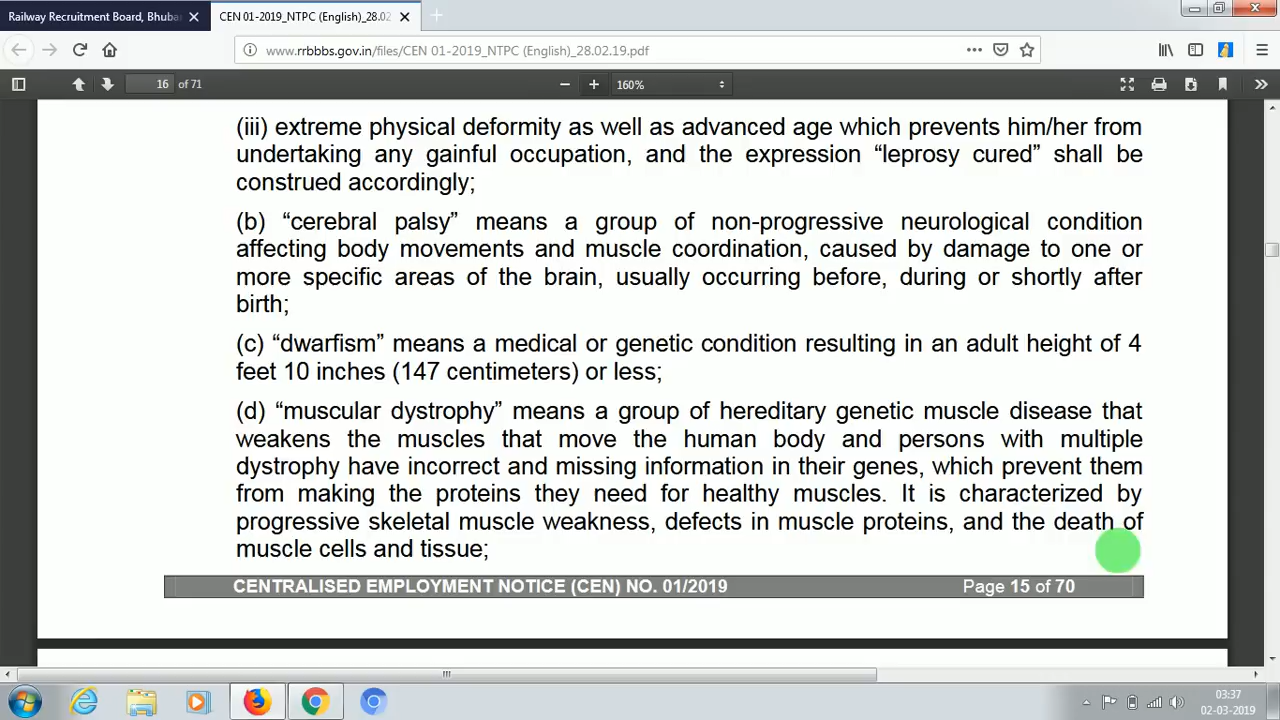 Railway Recruitment Board, Bhuba
CEN 01-2019_NTPC (English)_28.02
www.rrbbbs.gov.in/files/CEN 01-2019_NTPC (English)_28.02.19.pdf
16 of 71
160%
(iii) extreme physical deformity as well as advanced age which prevents him/her from
undertaking any gainful occupation, and the expression “leprosy cured” shall be
construed accordingly;
(b) “cerebral palsy” means a group of non-progressive neurological condition
affecting body movements and muscle coordination, caused by damage to one or
more specific areas of the brain, usually occurring before, during or shortly after
birth;
(c) “dwarfism” means a medical or genetic condition resulting in an adult height of 4
feet 10 inches (147 centimeters) or less;
(d) “muscular dystrophy” means a group of hereditary genetic muscle disease that
weakens the muscles that move the human body and persons with multiple
dystrophy have incorrect and missing information in their genes, which prevent them
from making the proteins they need for healthy muscles. It is characterized by
progressive skeletal muscle weakness, defects in muscle proteins, and the death of
muscle cells and tissue;
CENTRALISED EMPLOYMENT NOTICE (CEN) NO. 01/2019 Page 15 of 70
03:37
02-03-2019